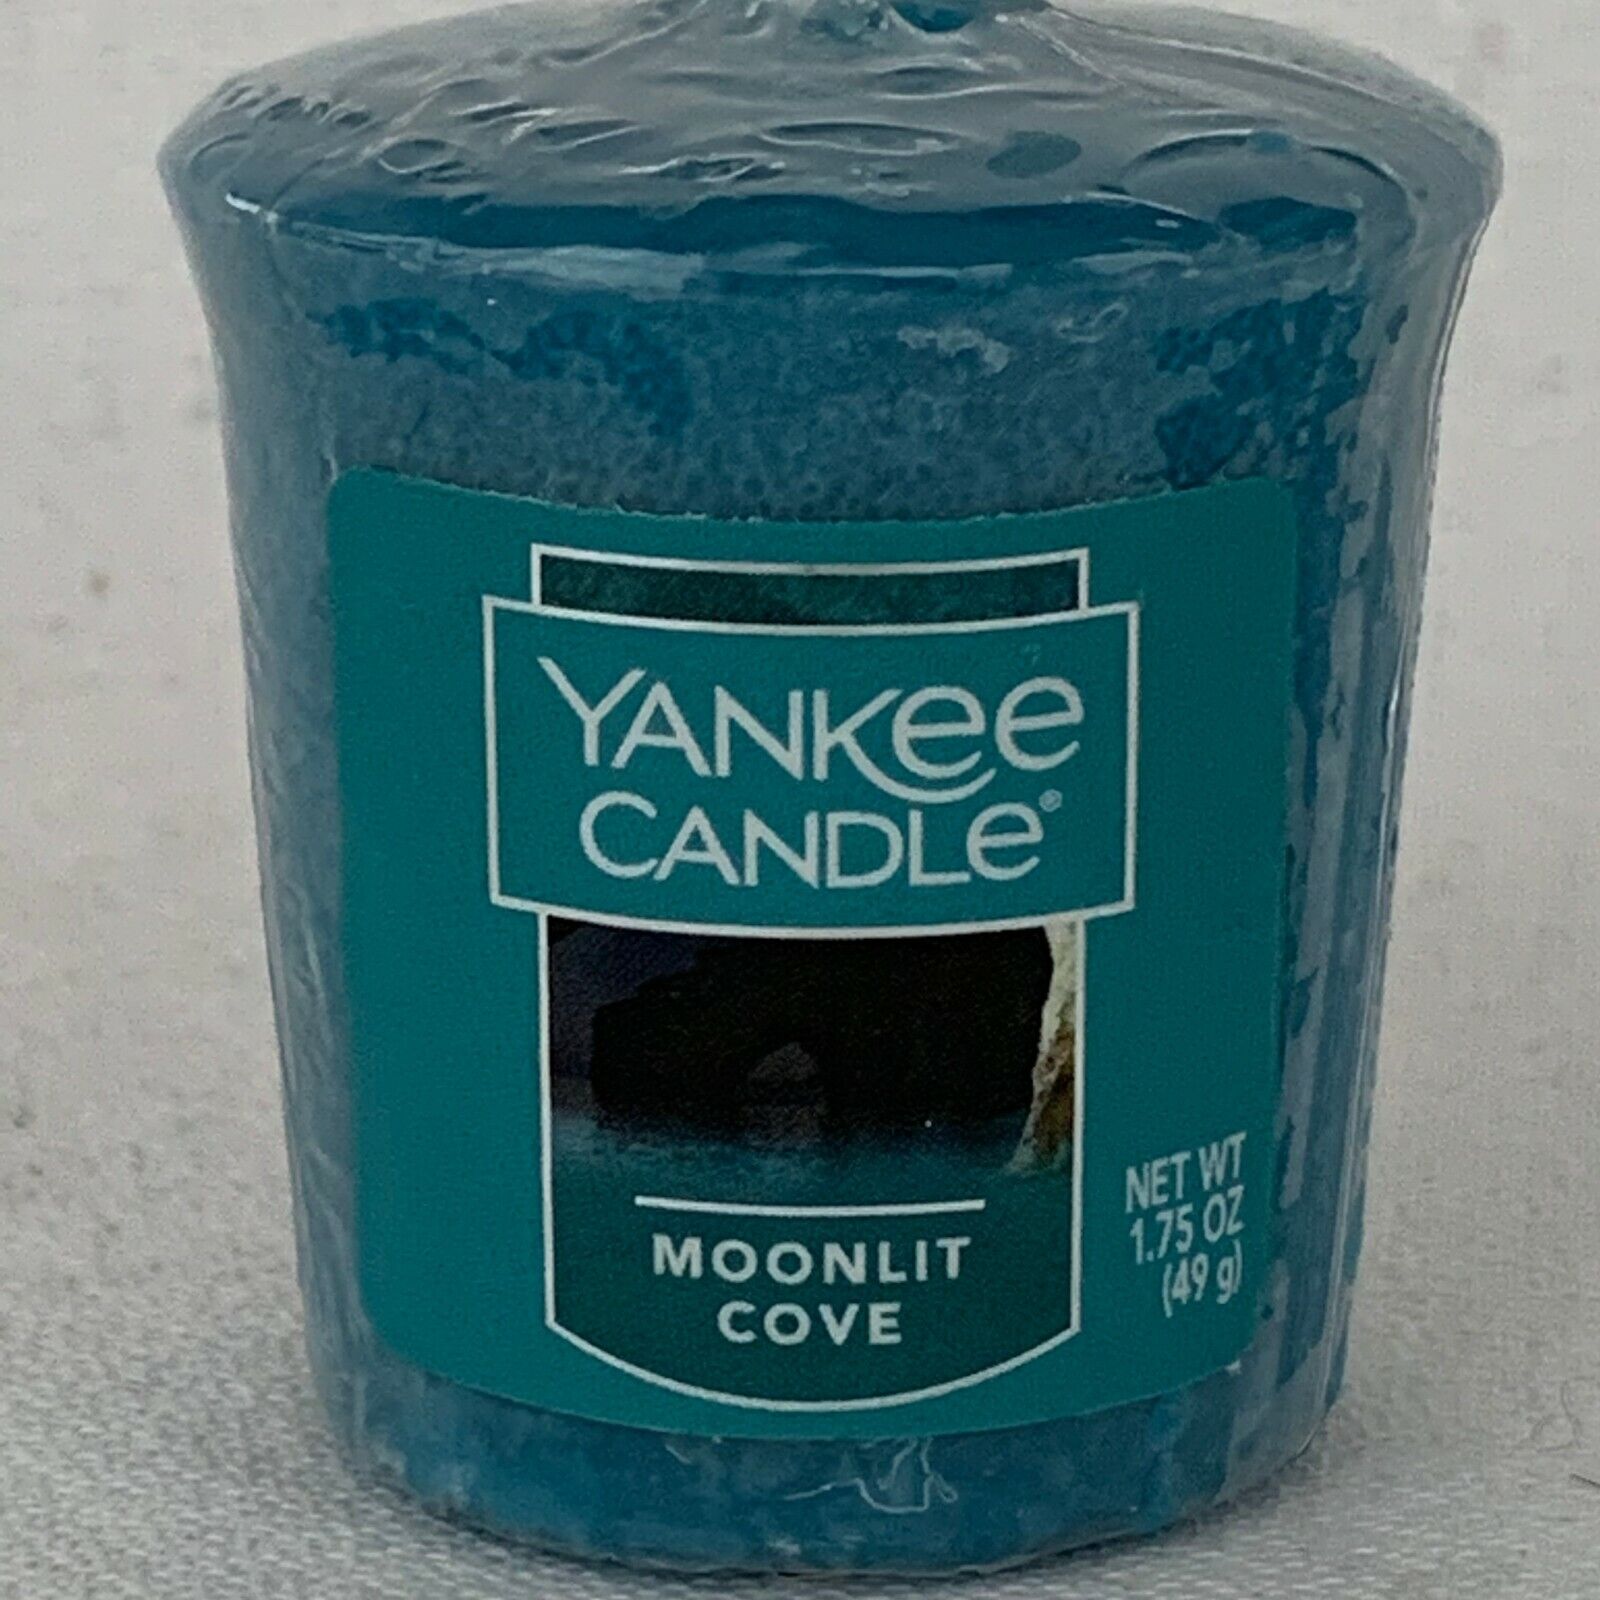 YANKee
CANDLe®
MOONLIT
COVE
NET WT
1.75 OZ
(49 g)